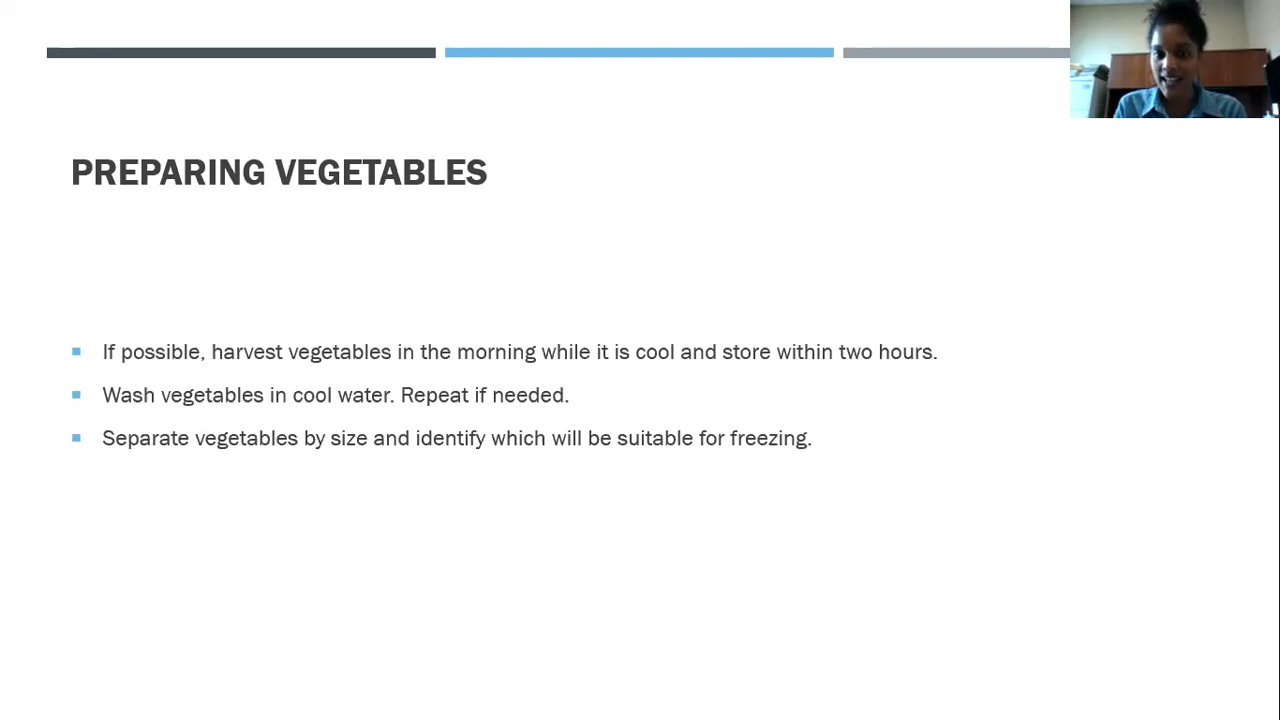 PREPARING VEGETABLES
If possible, harvest vegetables in the morning while it is cool and store within two hours.
Wash vegetables in cool water. Repeat if needed.
Separate vegetables by size and identify which will be suitable for freezing.